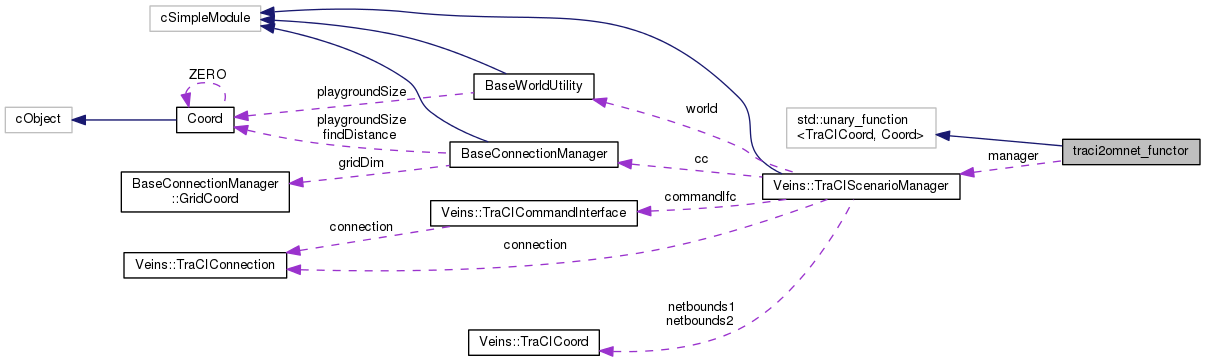 cSimpleModule
ZERO
BaseWorldUtility
playgroundSize
world
cObject
Coord
playgroundSize
findDistance
std::unary_function
<TraCICoord, Coord>
traci2omnet_functor
manager
BaseConnectionManager
cc
gridDim
BaseConnectionManager
::GridCoord
Veins::TraCIScenarioManager
commandIfc
Veins::TraCICommandInterface
connection
connection
Veins::TraCIConnection
netbounds1
netbounds2
Veins::TraCICoord